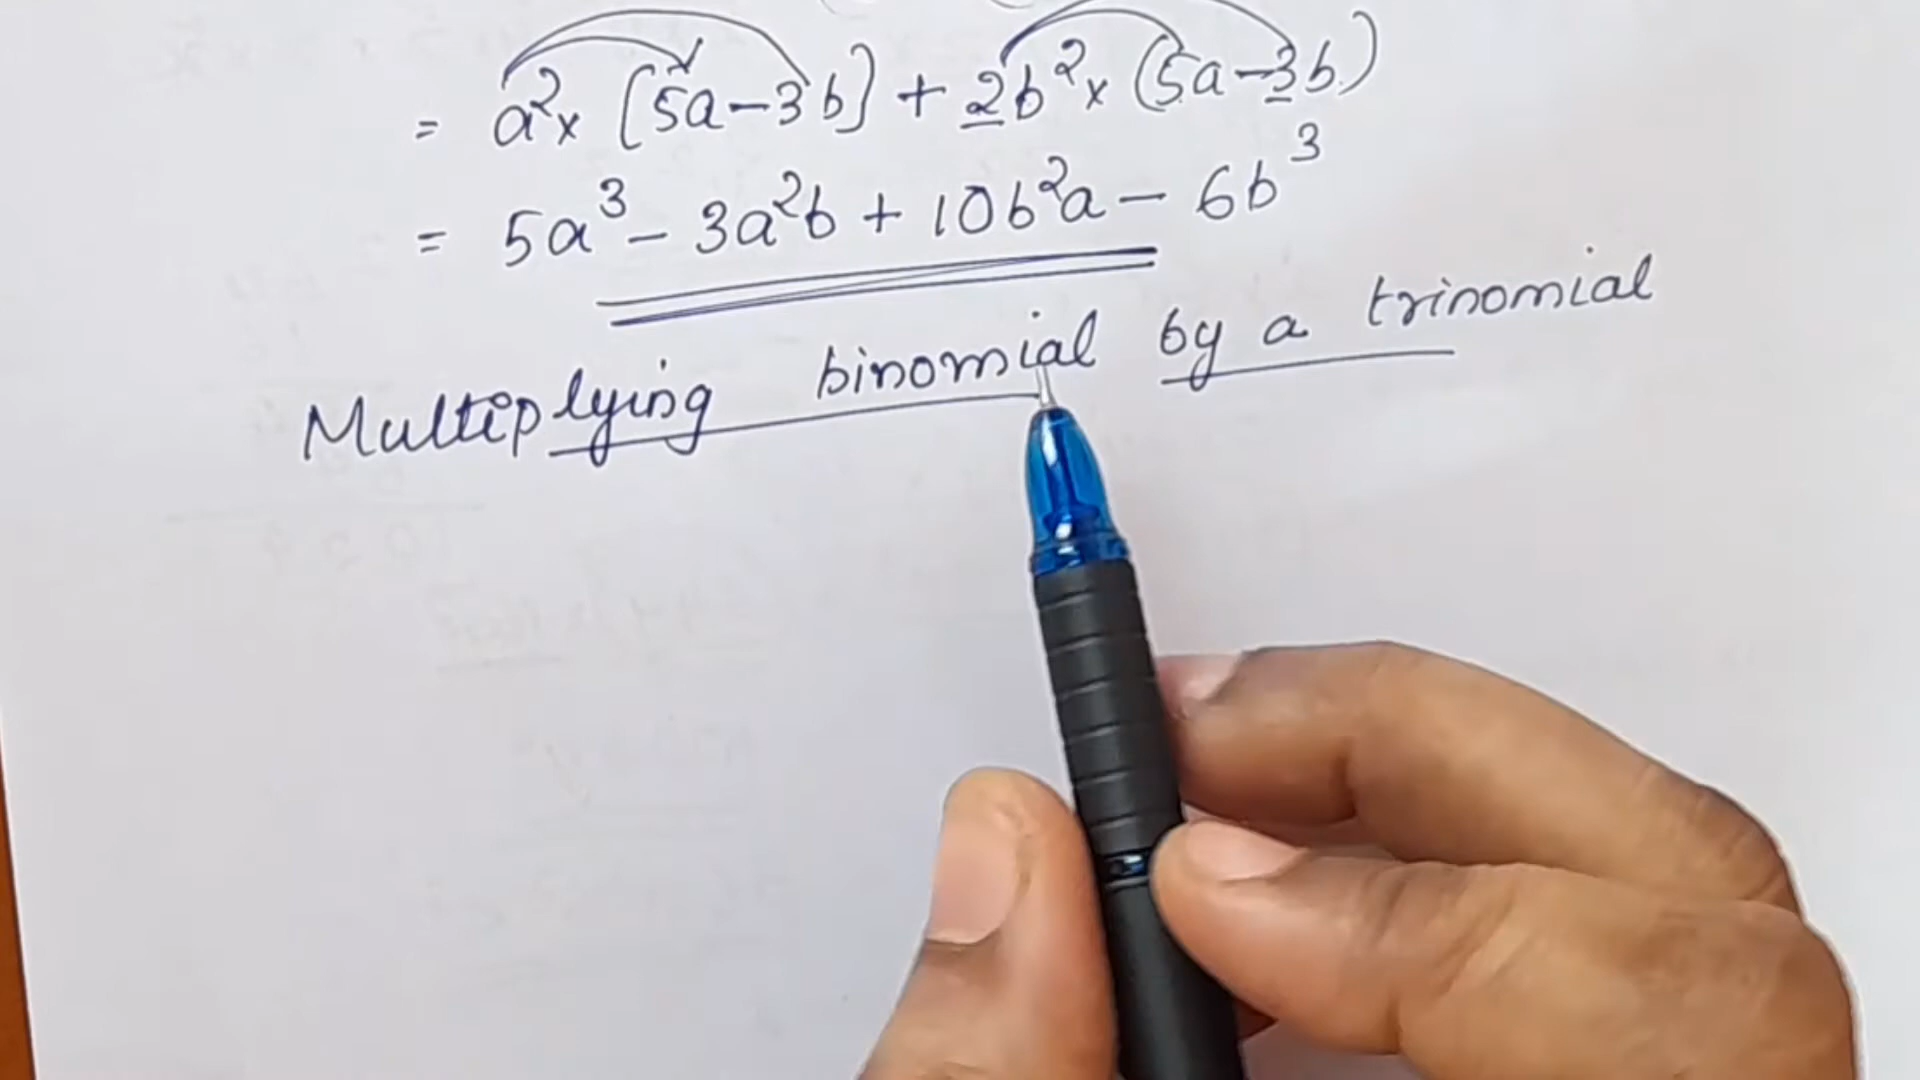 = a²x [5a-3b] + 2b²x (5a-3b)
= 5a³ - 3a²b + 10b²a - 6b³
Multiplying binomial by a trinomial